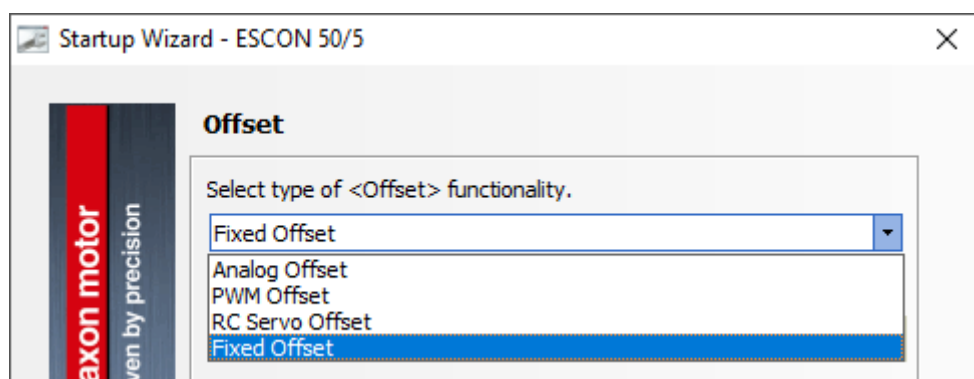 Startup Wizard - ESCON 50/5
Offset
Select type of <Offset> functionality.
Fixed Offset
Analog Offset
PWM Offset
RC Servo Offset
Fixed Offset
axon motor
ven by precision